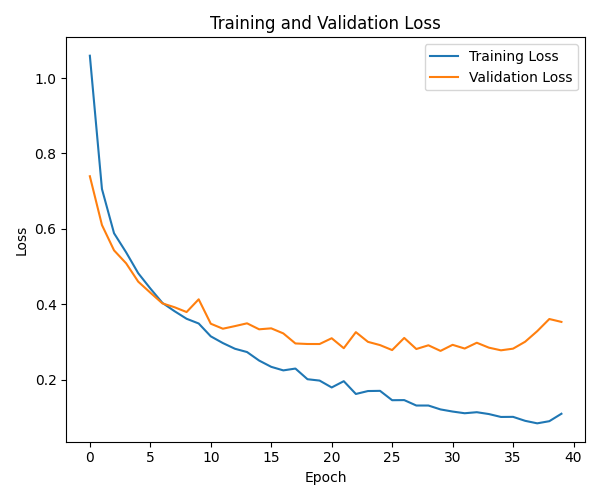 Training and Validation Loss
Training Loss
Validation Loss
1.0
0.8
0.6
0.4
0.2
Loss
0 5 10 15 20 25 30 35 40
Epoch